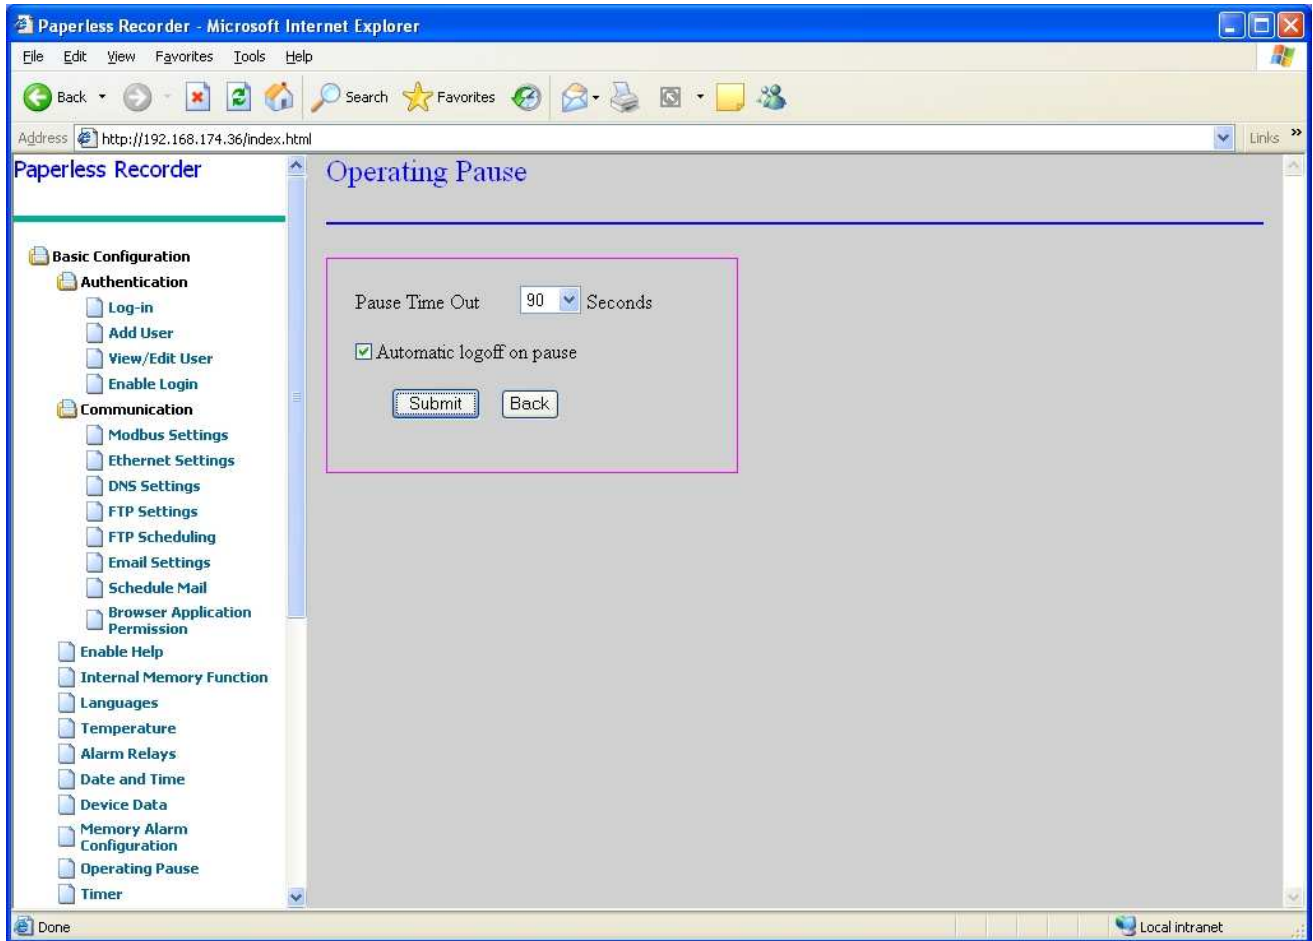 Paperless Recorder - Microsoft Internet Explorer
File Edit View Favorites Tools Help
Back Search Favorites
Address http://192.168.174.36/index.html Links »
Paperless Recorder
Basic Configuration
Authentication
Log-in
Add User
View/Edit User
Enable Login
Communication
Modbus Settings
Ethernet Settings
DNS Settings
FTP Settings
FTP Scheduling
Email Settings
Schedule Mail
Browser Application
Permission
Enable Help
Internal Memory Function
Languages
Temperature
Alarm Relays
Date and Time
Device Data
Memory Alarm
Configuration
Operating Pause
Timer
Operating Pause
Pause Time Out 90 Seconds
Automatic logoff on pause
Submit Back
Done Local intranet